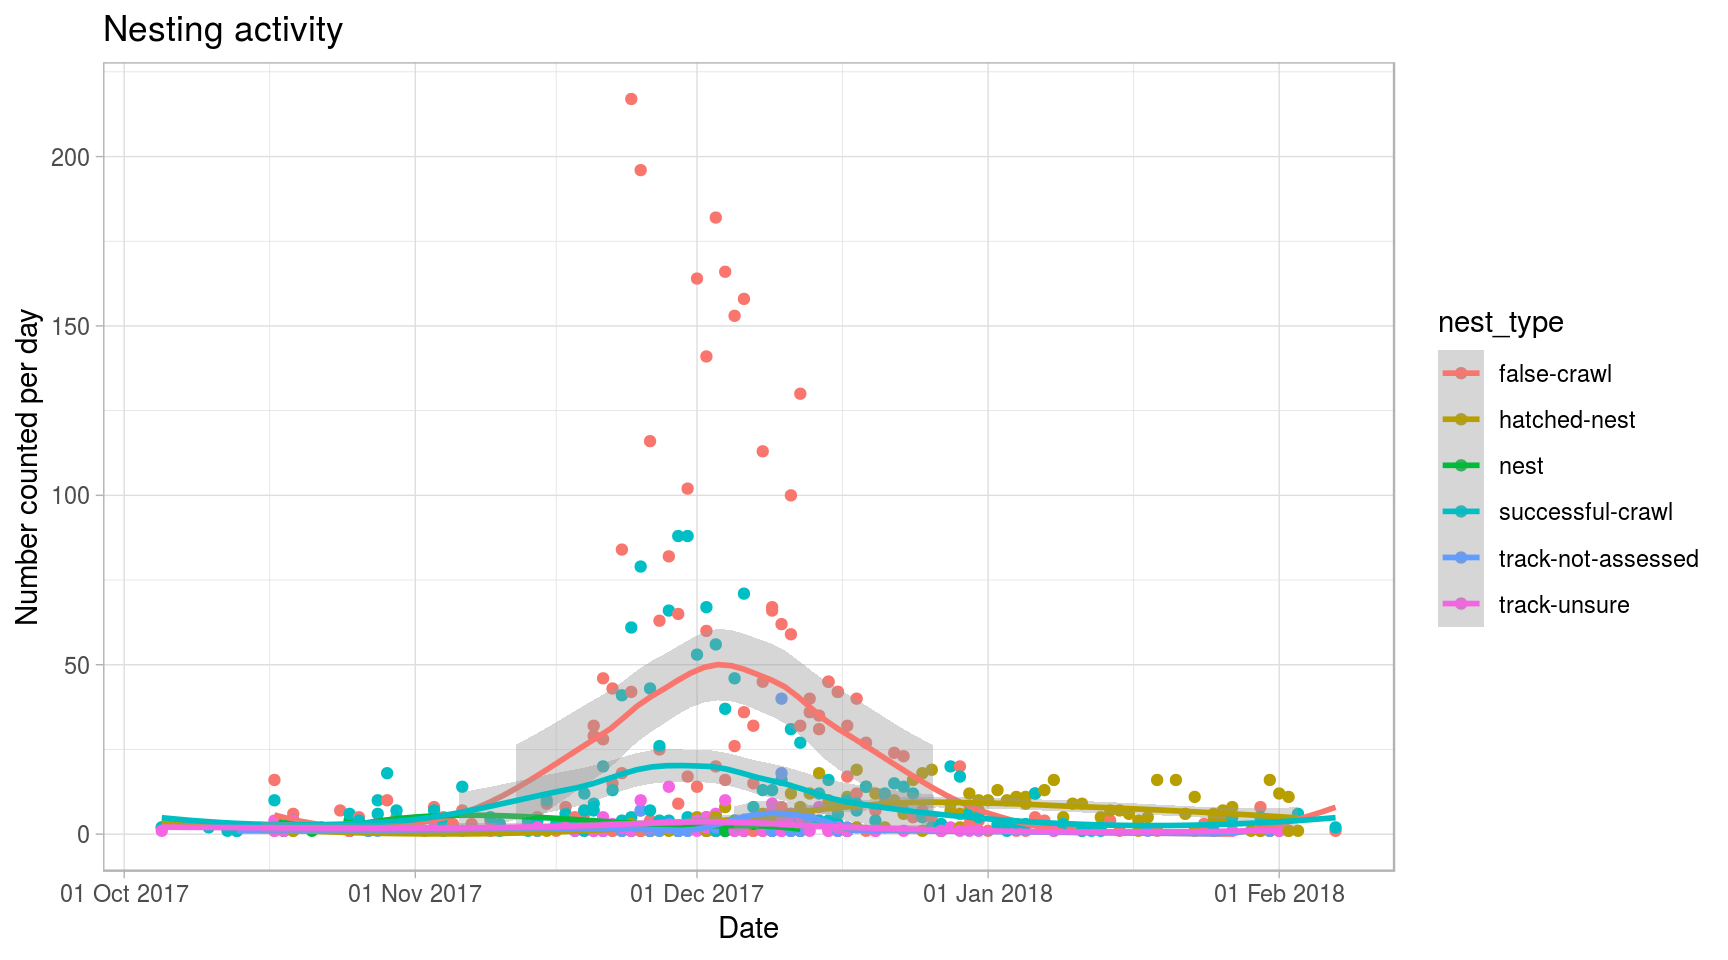 Nesting activity
Number counted per day
200
150
100
50
0
01 Oct 2017
01 Nov 2017
01 Dec 2017
01 Jan 2018
01 Feb 2018
Date
nest_type
false-crawl
hatched-nest
nest
successful-crawl
track-not-assessed
track-unsure